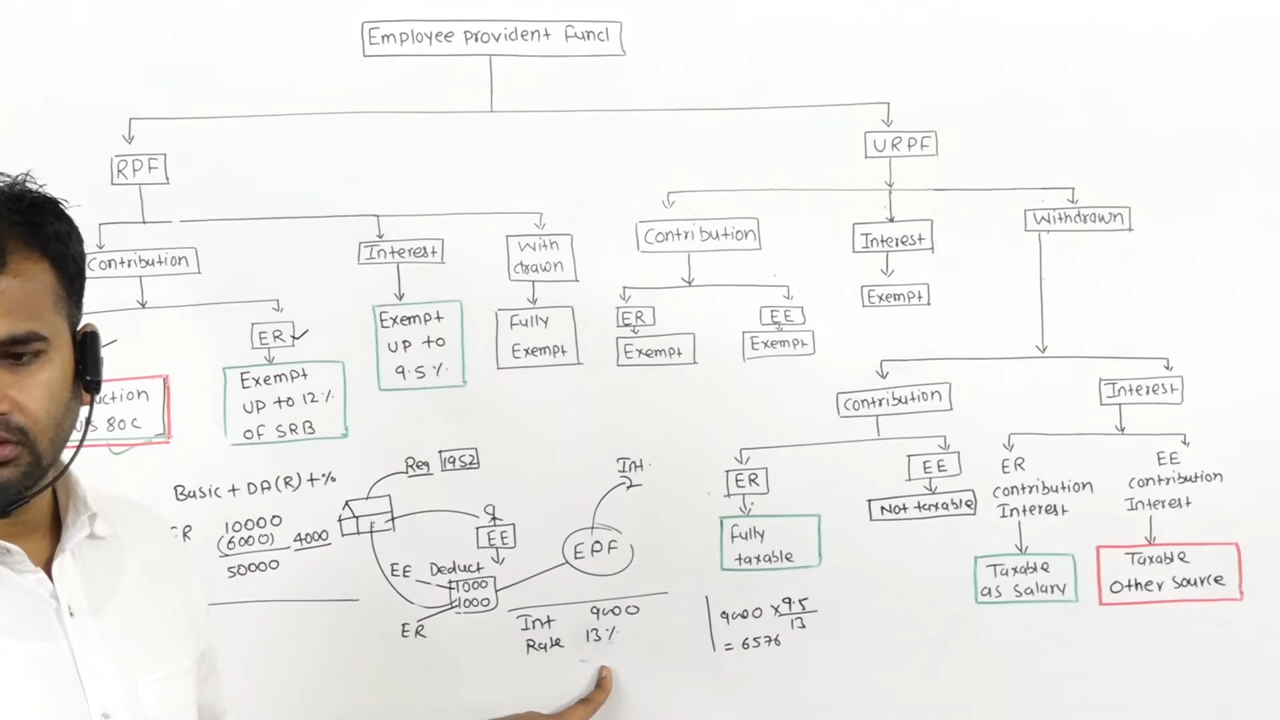 Employee provident fund
RPF
URPF
Contribution
Interest
With
drawn
Contribution
Interest
Withdrawn
ER
Exempt
UP to 12%
OF SRB
Exempt
UP to
9.5%
Fully
Exempt
ER
Exempt
EE
Exempt
Exempt
uction
U/S 80C
Contribution
Interest
ER
Fully
taxable
EE
Not taxable
ER
contribution
Interest
Taxable
as salary
EE
contribution
Interest
Taxable
Other source
Basic + DA(R) + %
10000
(6000) 4000
50000
Reg 1952
EE
EE Deduct
1000
1000
ER
EPF
Int.
Int 9000
Rate 13%
9000 × 9.5
13
= 6576